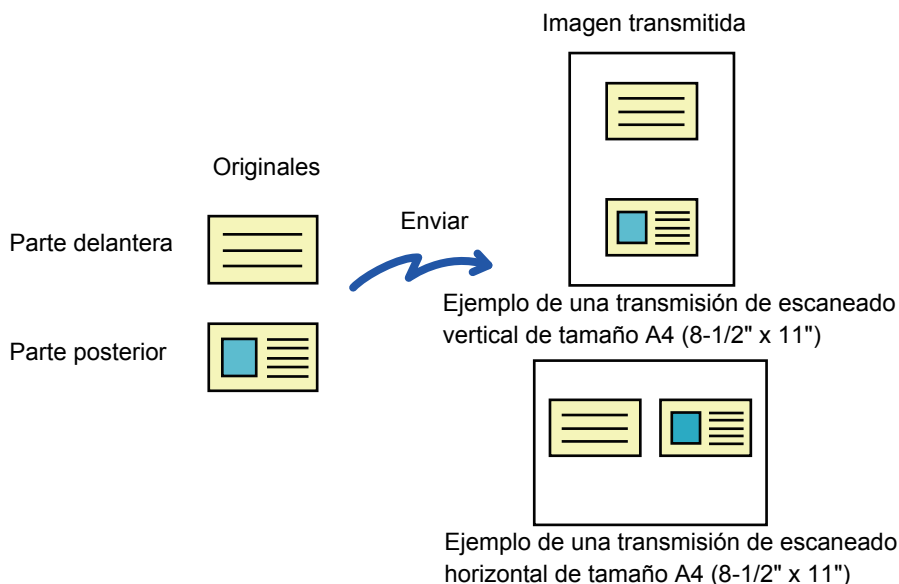 Imagen transmitida
Originales
Parte delantera
Enviar
Parte posterior
Ejemplo de una transmisión de escaneado
vertical de tamaño A4 (8-1/2" x 11")
Ejemplo de una transmisión de escaneado
horizontal de tamaño A4 (8-1/2" x 11")